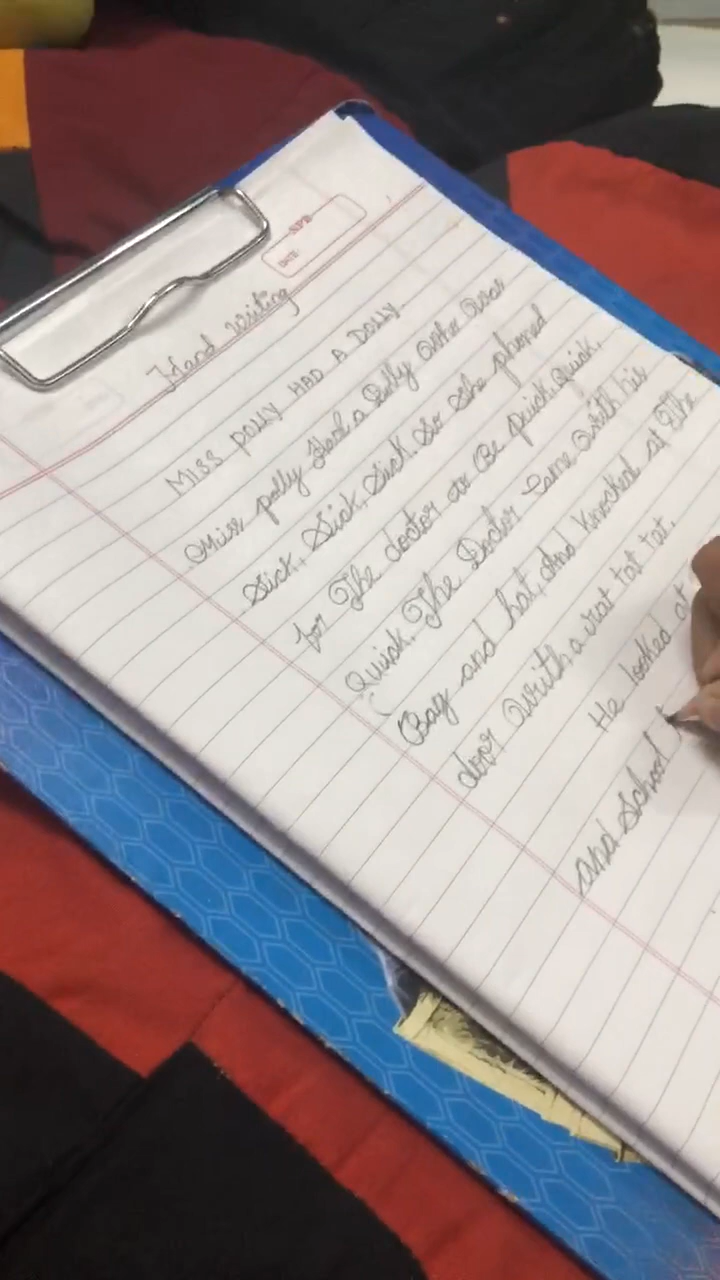 DATE
Hand Writing
MISS POLLY HAD A DOLLY
Miss polly Had a Dolly Who Was
Sick, Sick, Sick. So She phoned
for The doctor to Be quick, quick,
Quick. The Doctor Came With his
Bag and hat, And Knocked at The
door With a rat tat tat.
He looked at
and School